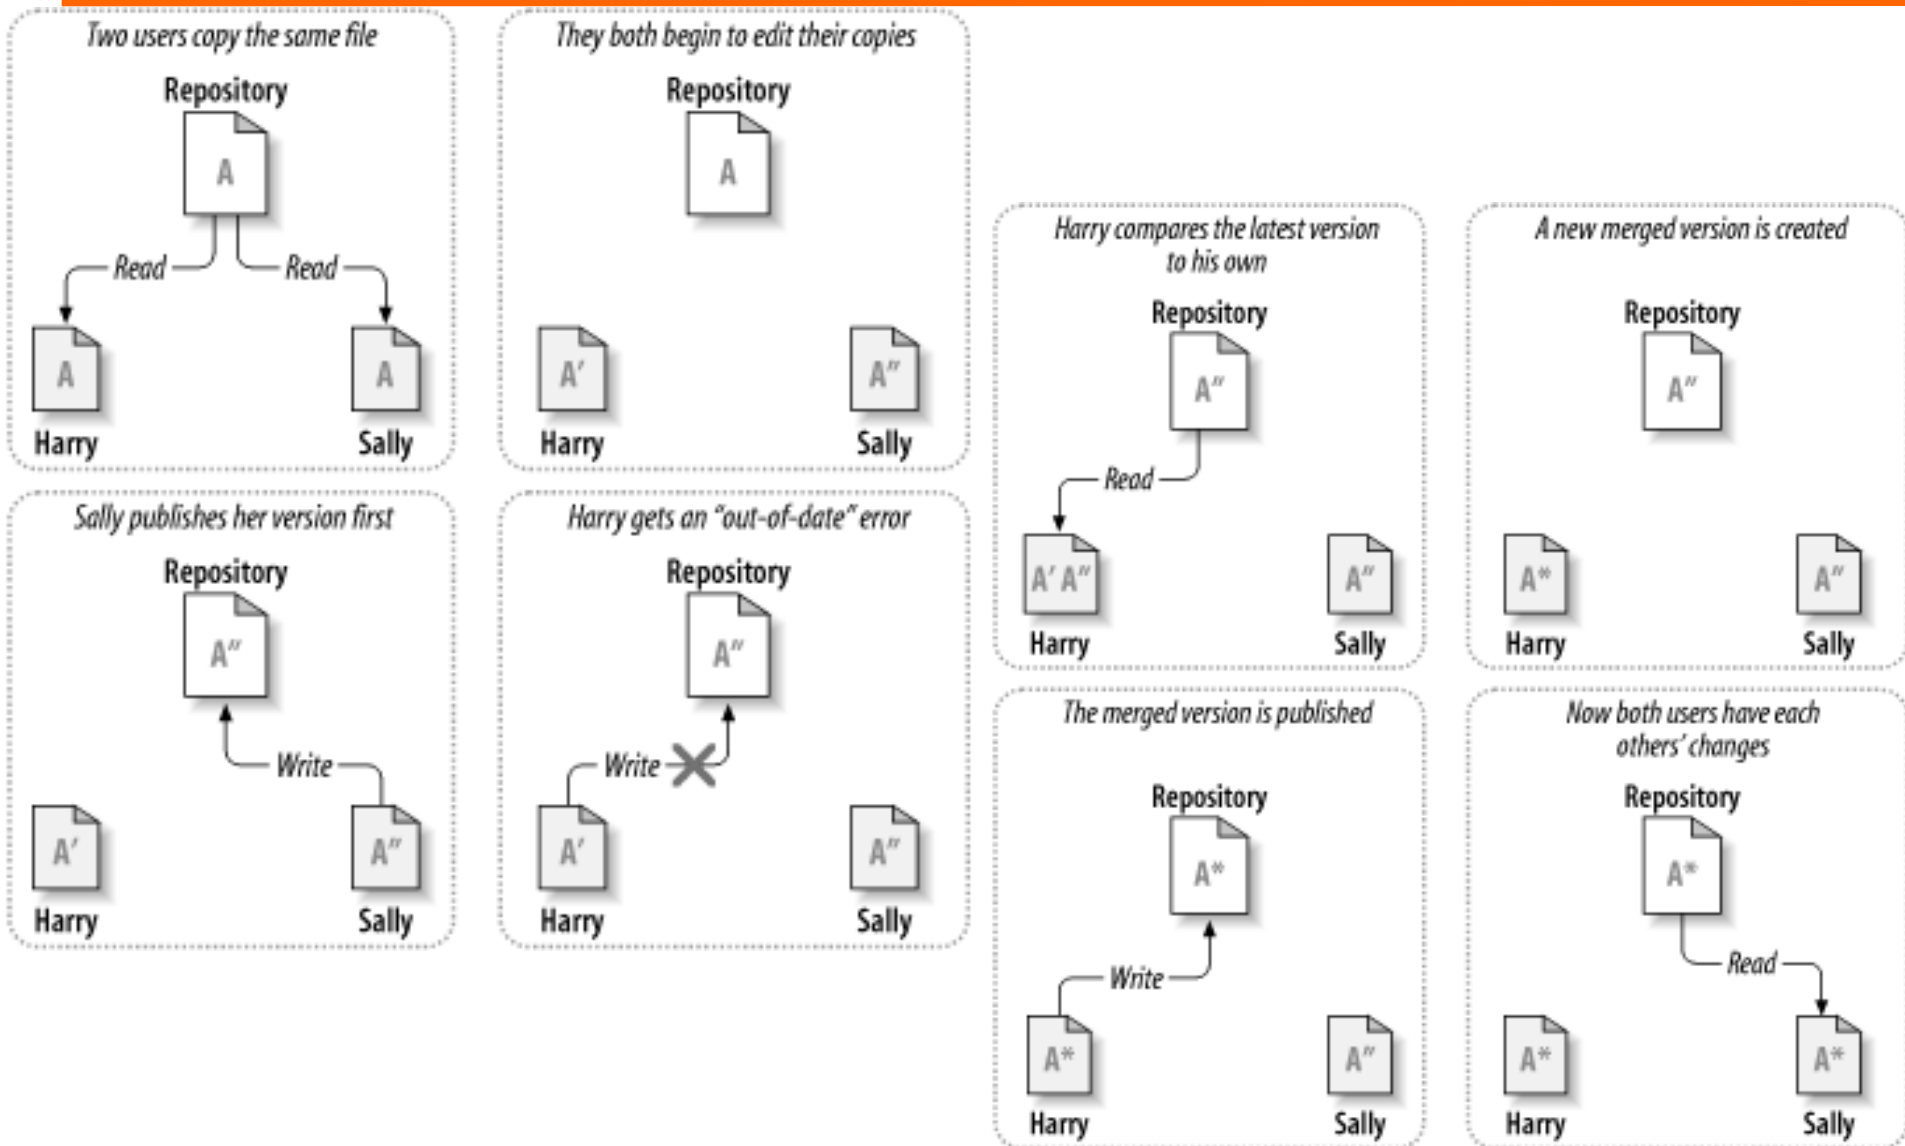 Two users copy the same file
Repository
A
Read
Read
A
A
Harry
Sally
They both begin to edit their copies
Repository
A
A′
A″
Harry
Sally
Sally publishes her version first
Repository
A″
Write
A′
A″
Harry
Sally
Harry gets an “out-of-date” error
Repository
A″
Write
A′
A″
Harry
Sally
Harry compares the latest version
to his own
Repository
A″
Read
A′ A″
A″
Harry
Sally
A new merged version is created
Repository
A″
A*
A″
Harry
Sally
The merged version is published
Repository
A*
Write
A*
A″
Harry
Sally
Now both users have each
others’ changes
Repository
A*
Read
A*
A*
Harry
Sally